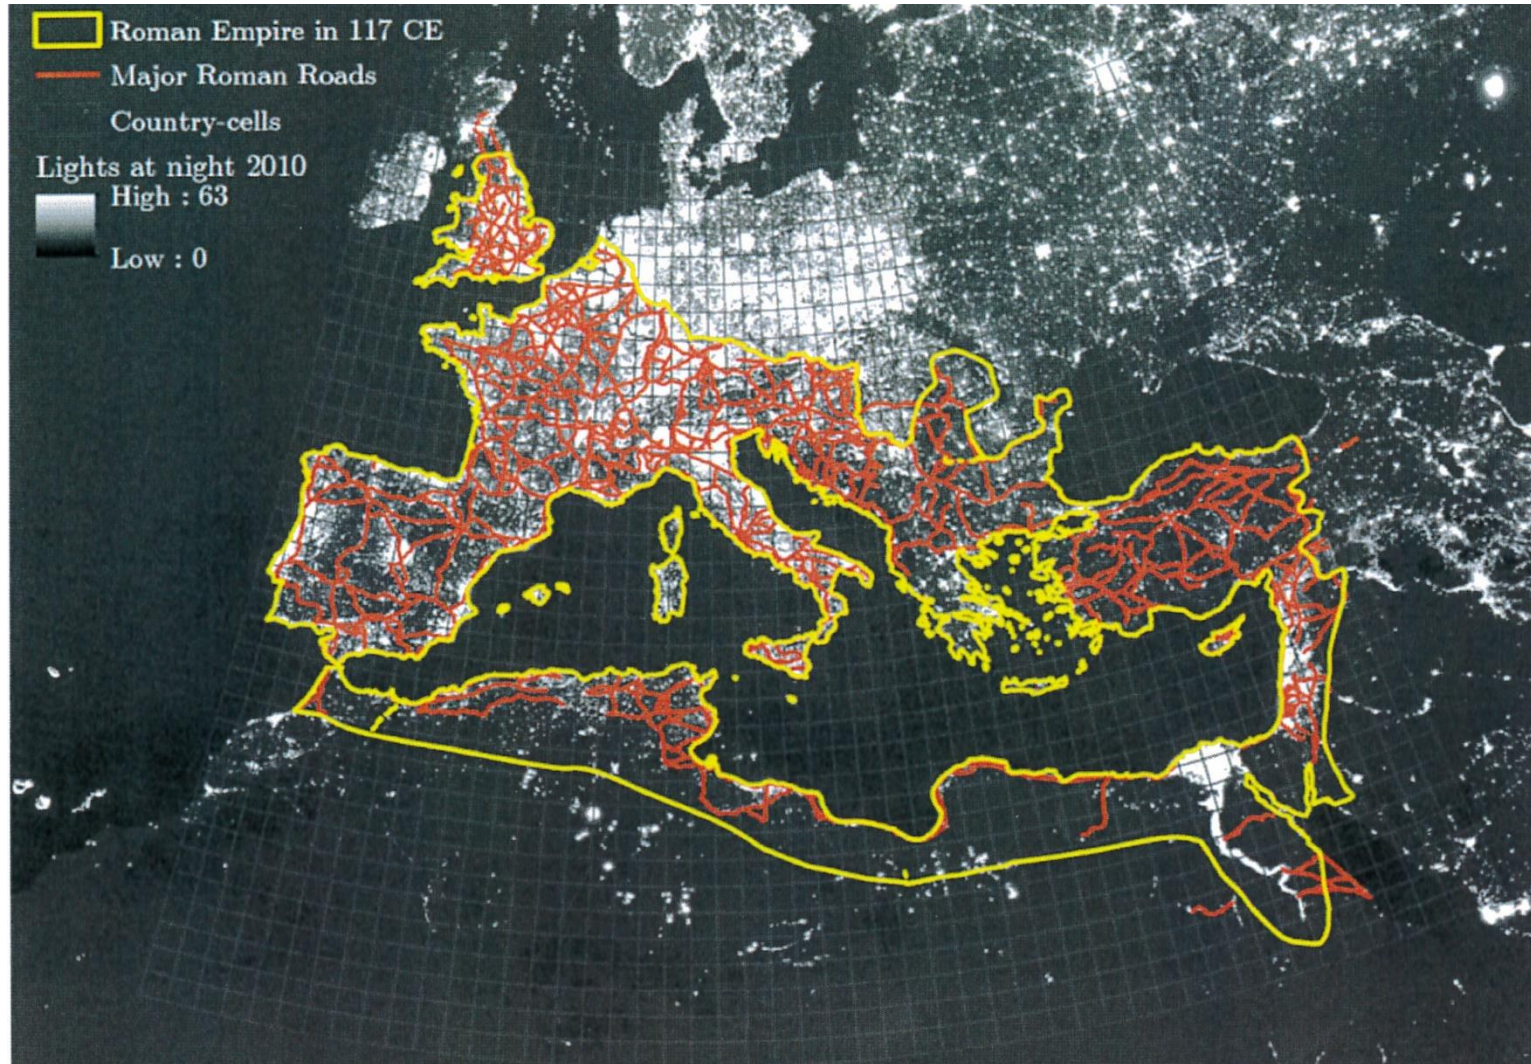 Roman Empire in 117 CE
Major Roman Roads
Country-cells
Lights at night 2010
High : 63
Low : 0